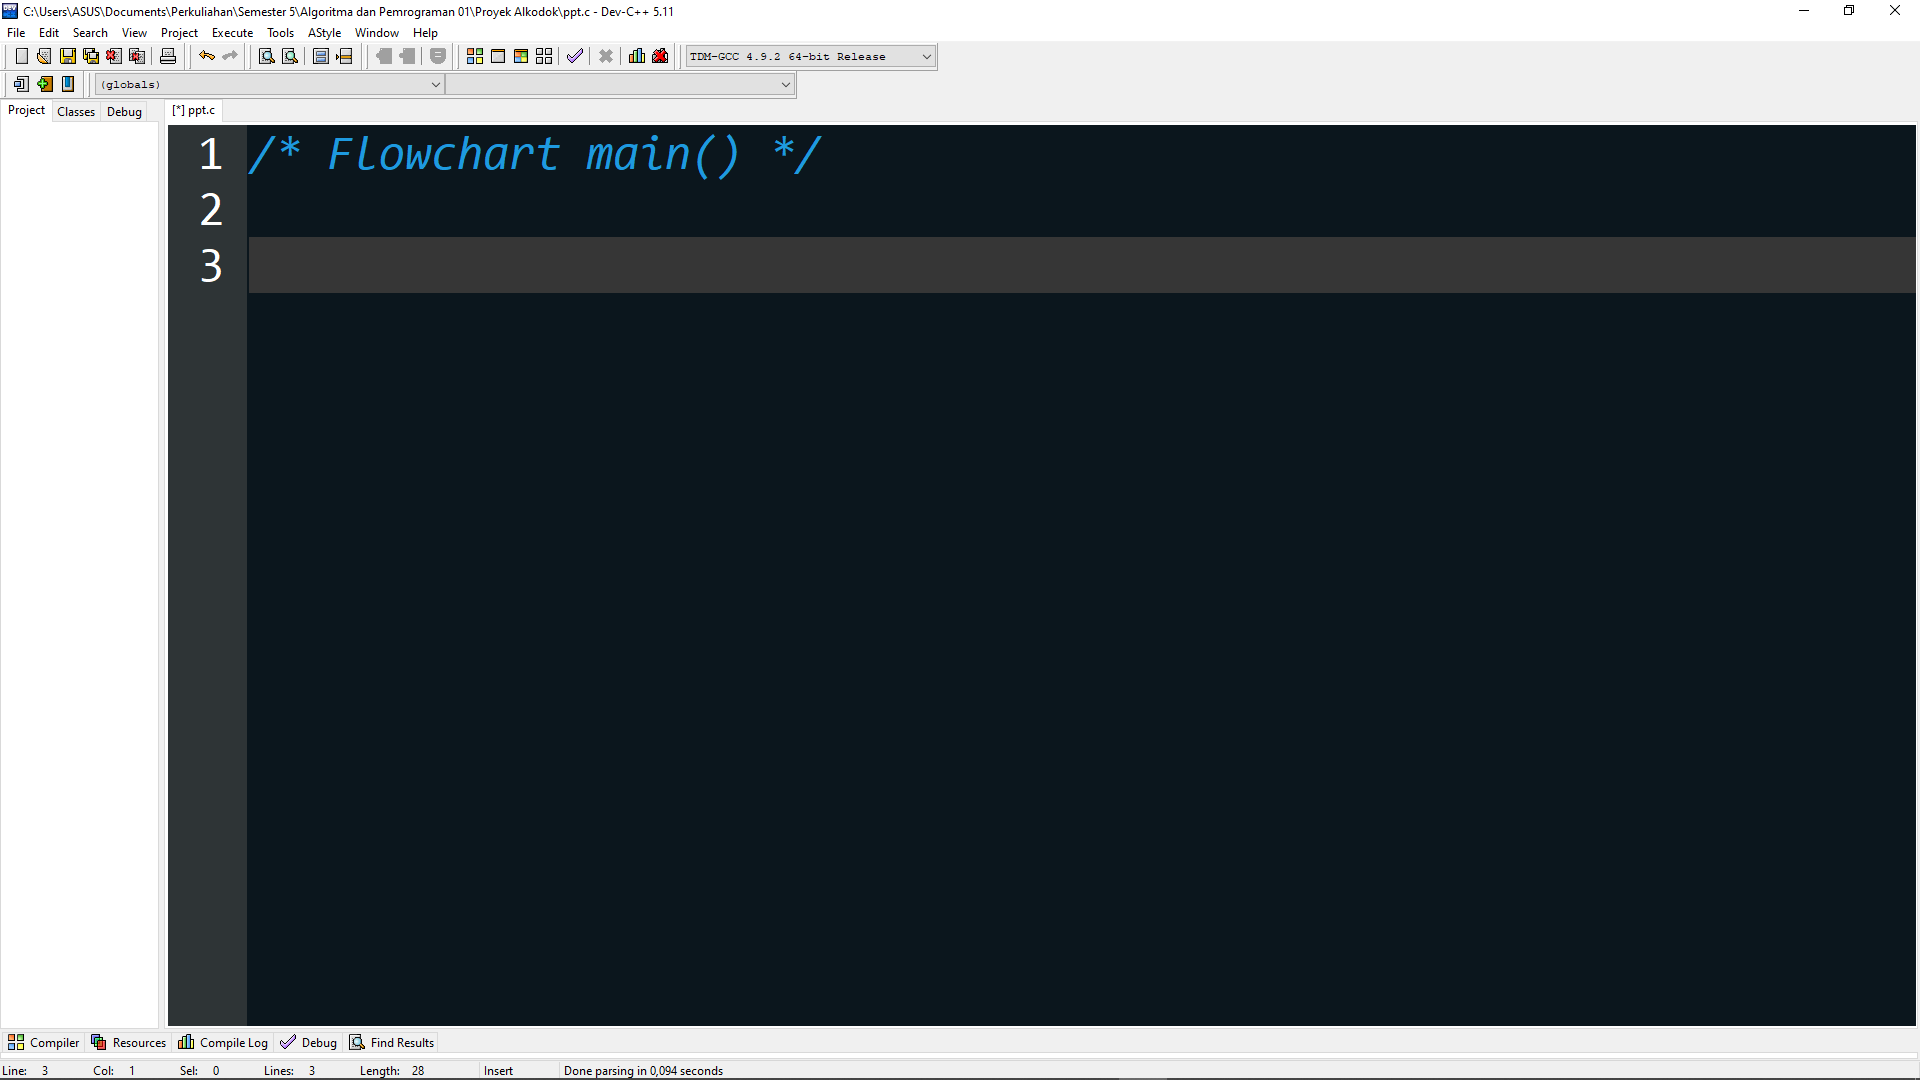 C:\Users\ASUS\Documents\Perkuliahan\Semester 5\Algoritma dan Pemrograman 01\Proyek Alkodok\ppt.c - Dev-C++ 5.11
File Edit Search View Project Execute Tools AStyle Window Help
TDM-GCC 4.9.2 64-bit Release
(globals)
Project Classes Debug [*] ppt.c
1 /* Flowchart main() */
2
3
Compiler Resources Compile Log Debug Find Results
Line: 3 Col: 1 Sel: 0 Lines: 3 Length: 28 Insert Done parsing in 0,094 seconds